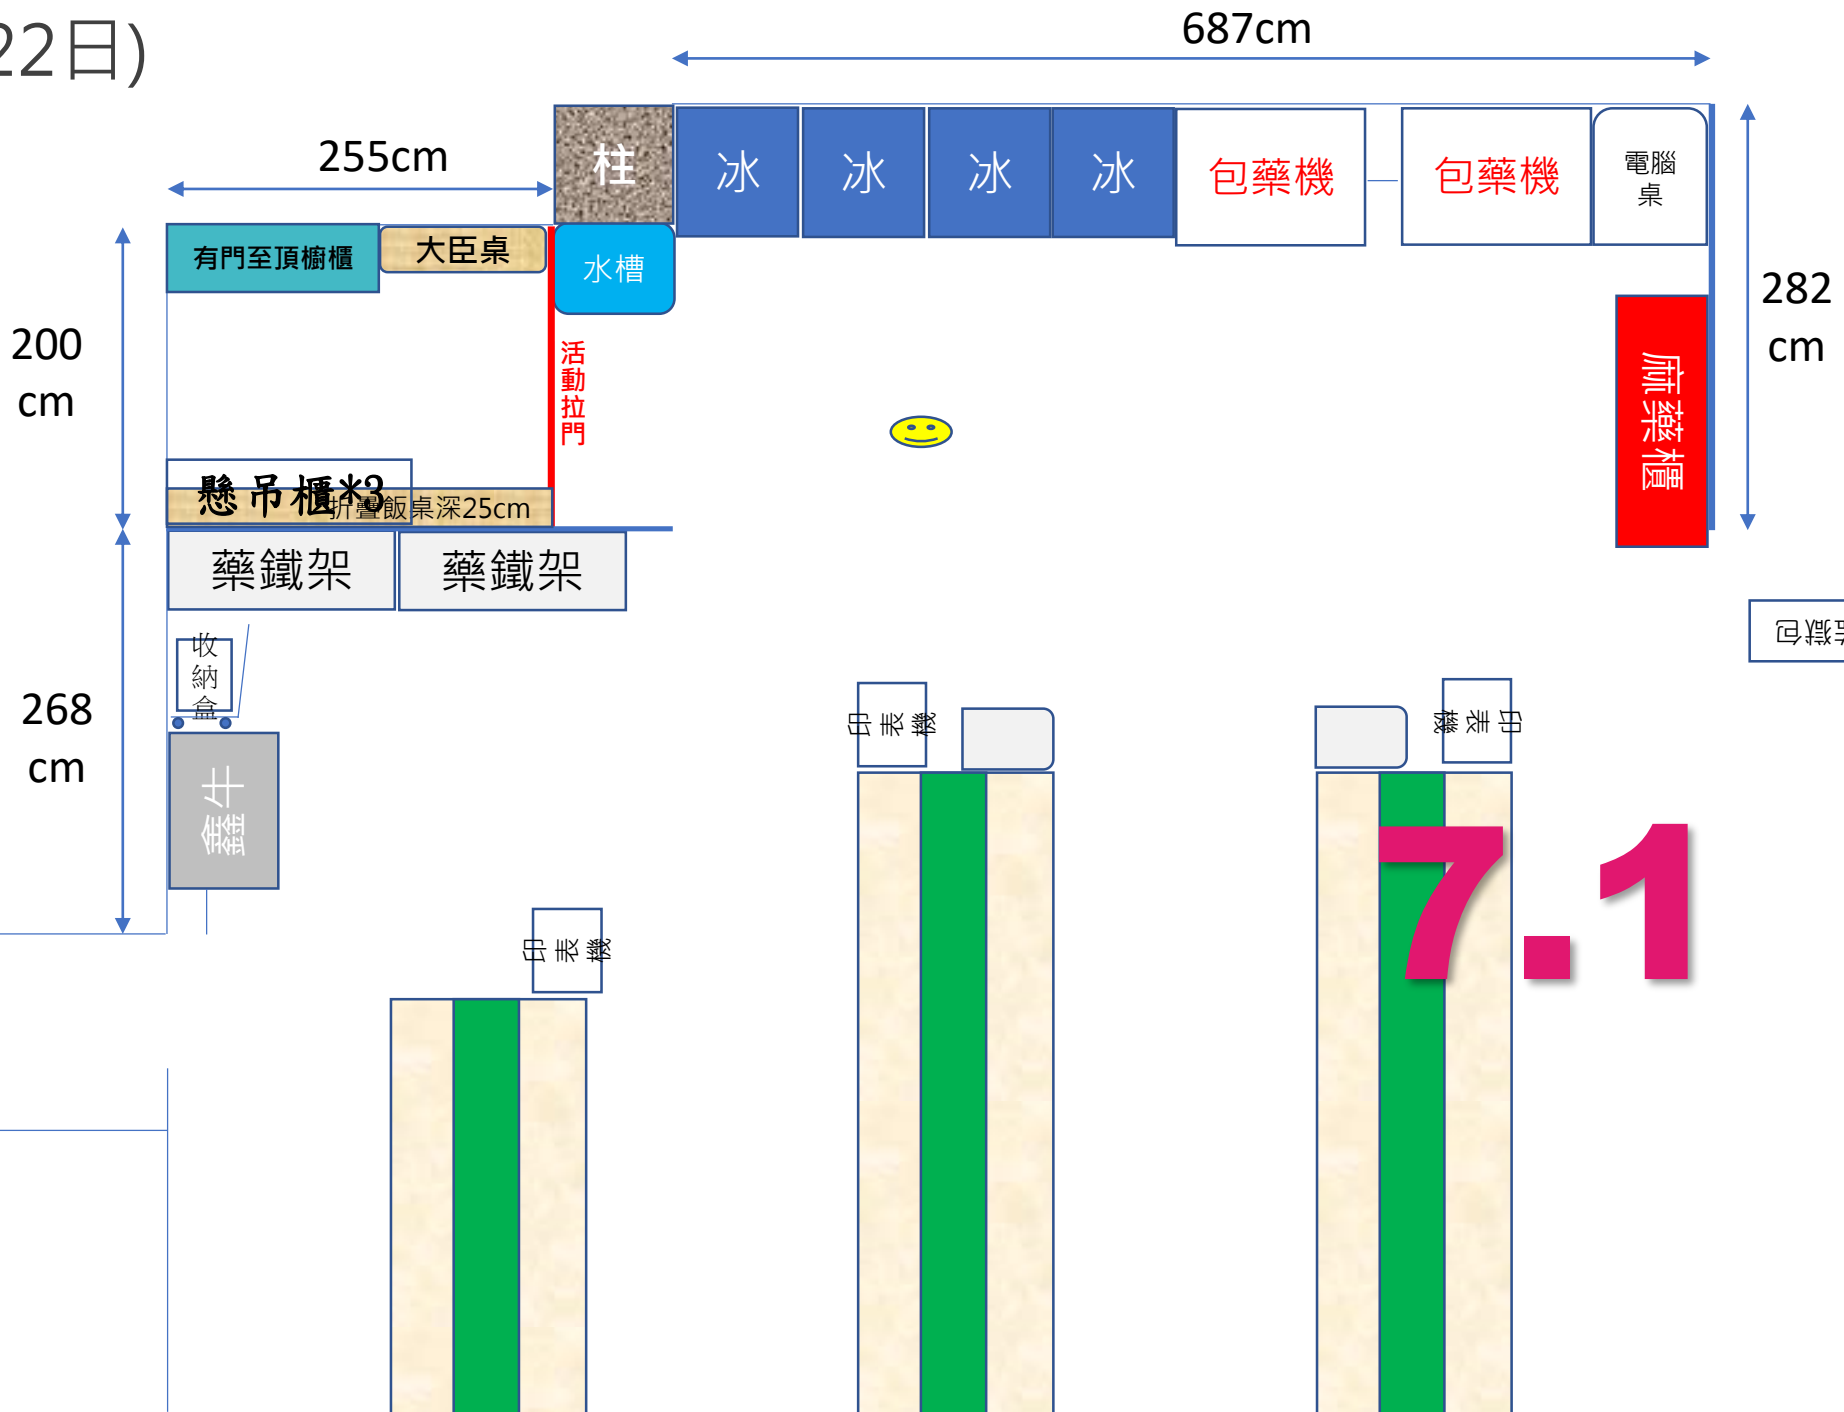 22日)
687cm
255cm
柱
冰
冰
冰
冰
包藥機
包藥機
電腦
桌
有門至頂櫥櫃
大臣桌
水槽
282
cm
200
cm
活動拉門
麻藥櫃
懸吊櫃*3
折疊飯桌深25cm
藥鐵架
藥鐵架
收納盒
獄包
268
cm
印表機
印表機
鑫牛
7.1
印表機